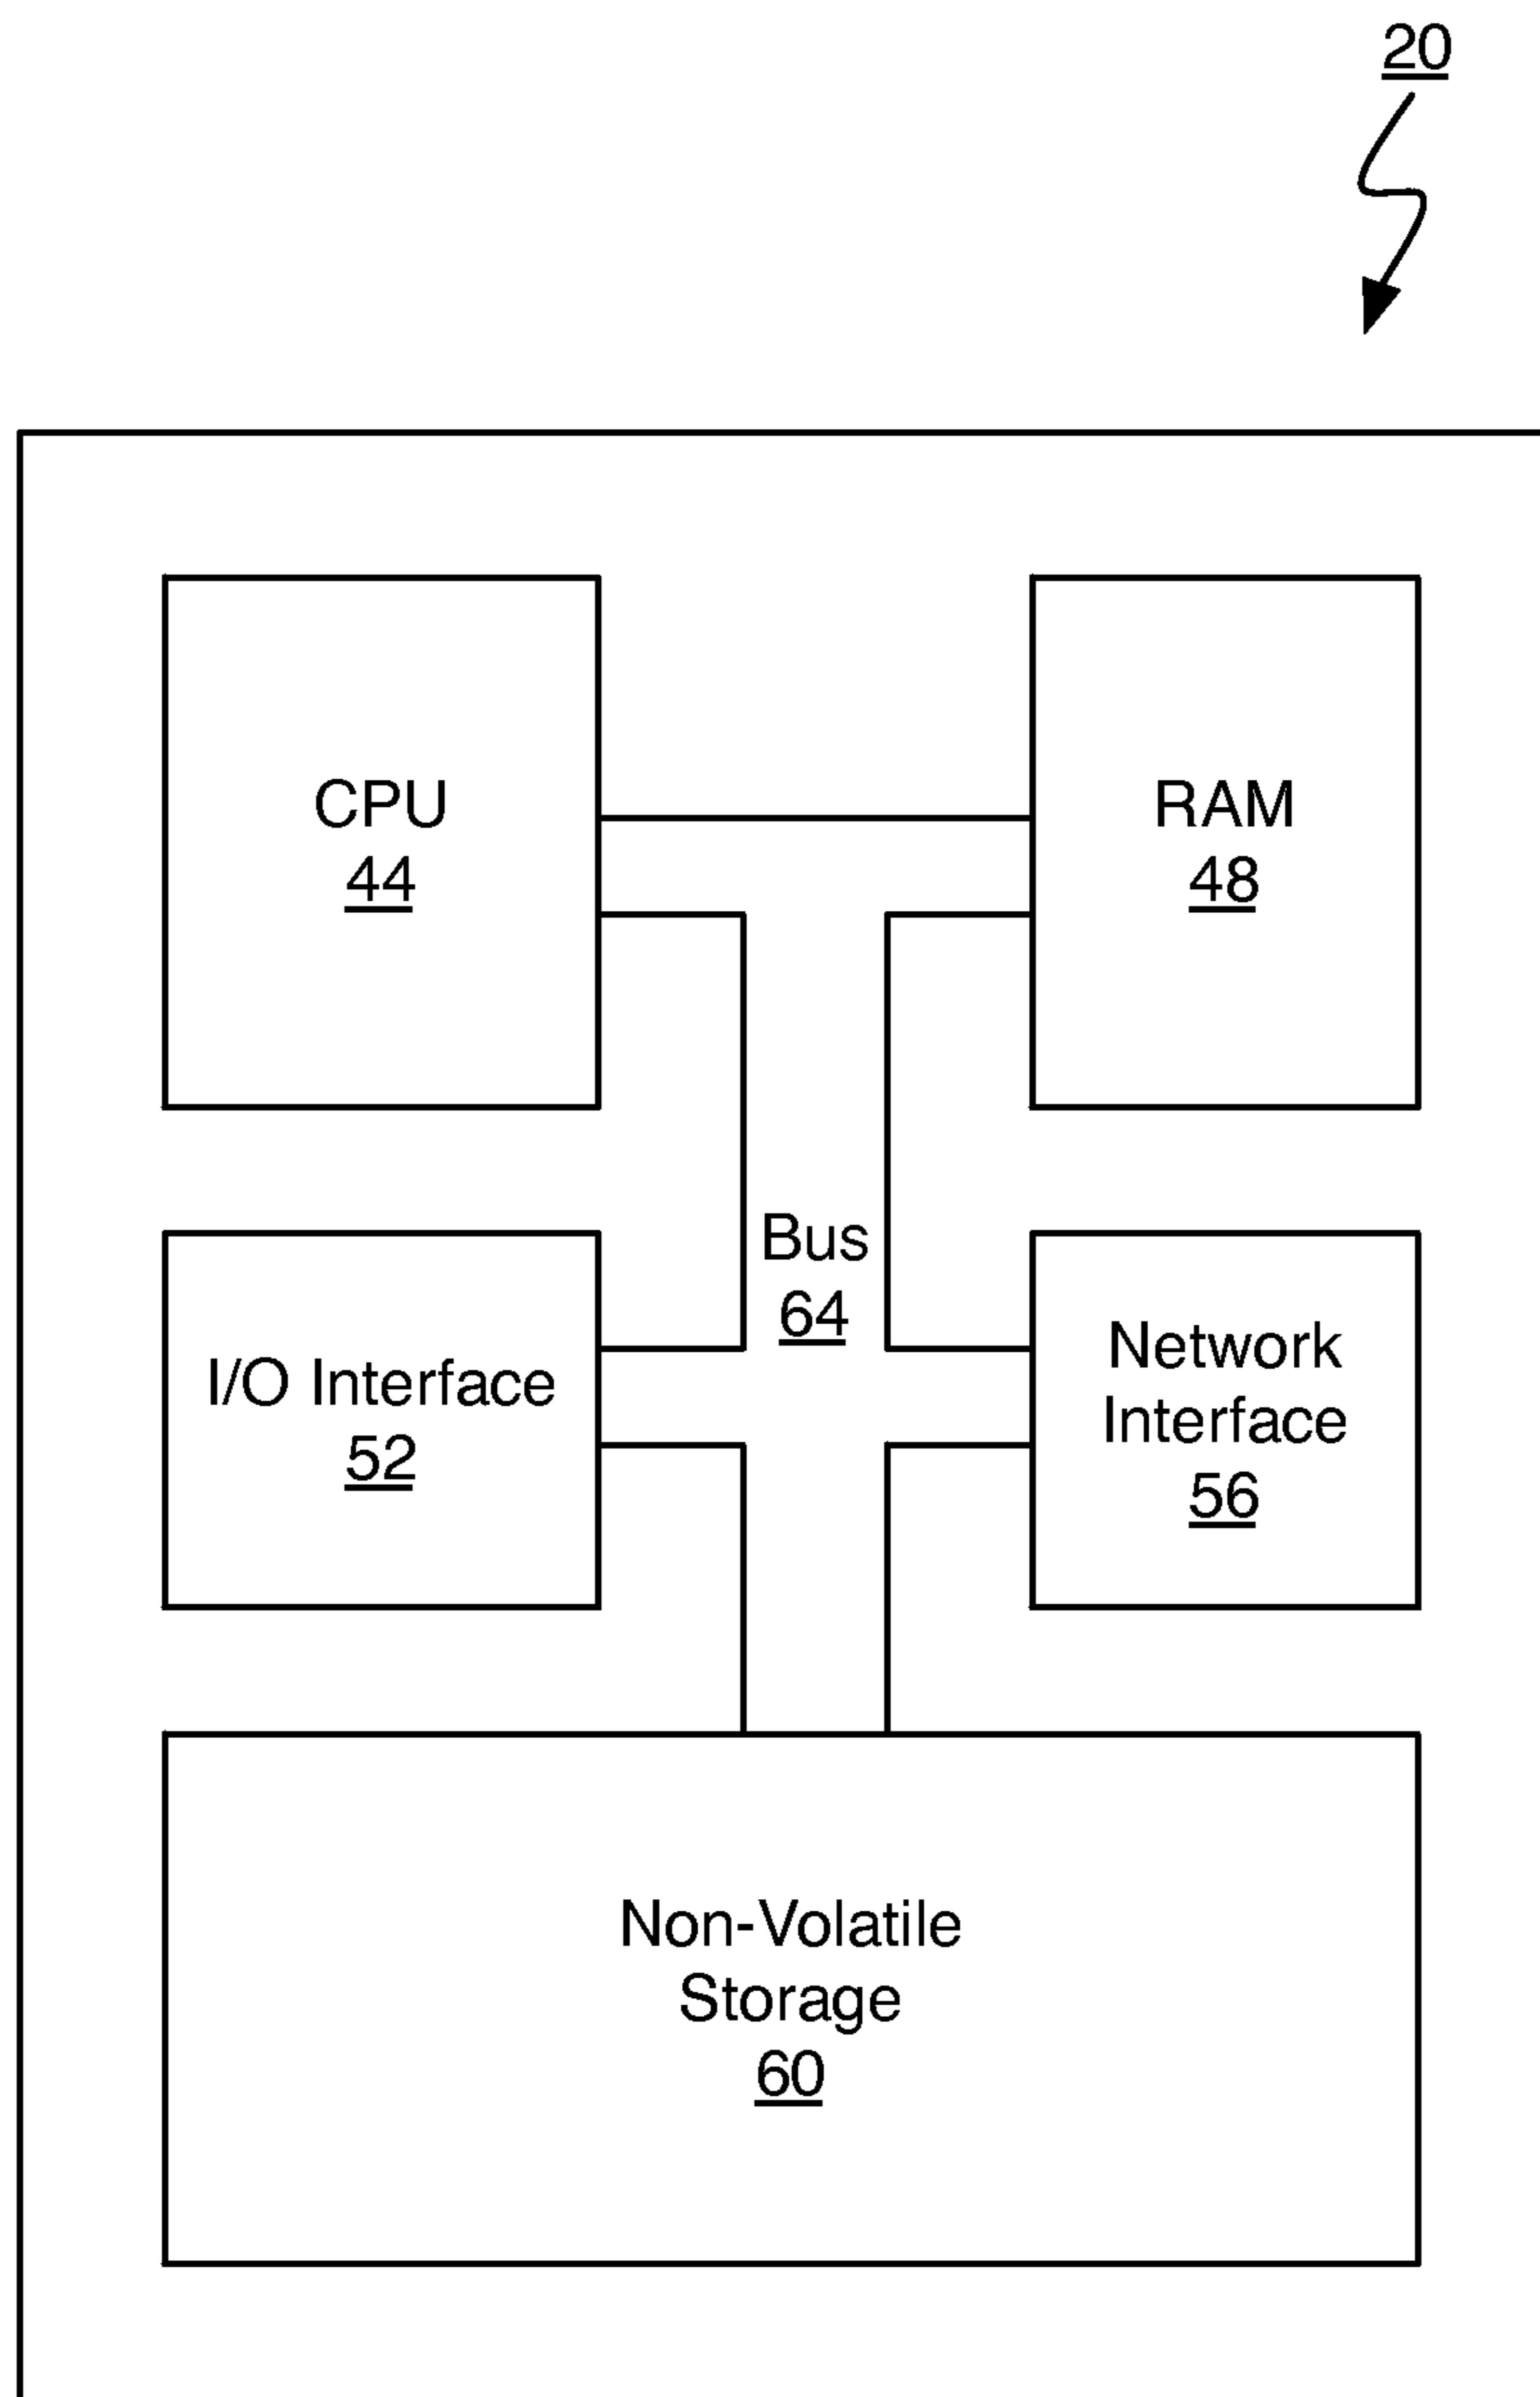 20
CPU
44
RAM
48
Bus
64
I/O Interface
52
Network
Interface
56
Non-Volatile
Storage
60